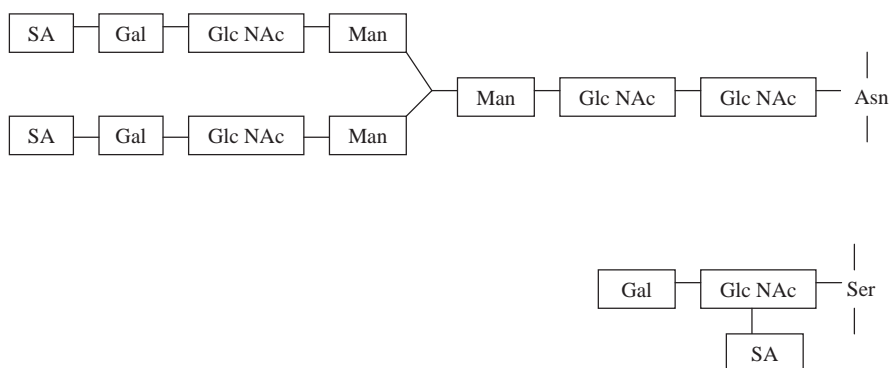 SA Gal Glc NAc Man
Man Glc NAc Glc NAc Asn
SA Gal Glc NAc Man
Gal Glc NAc Ser
SA